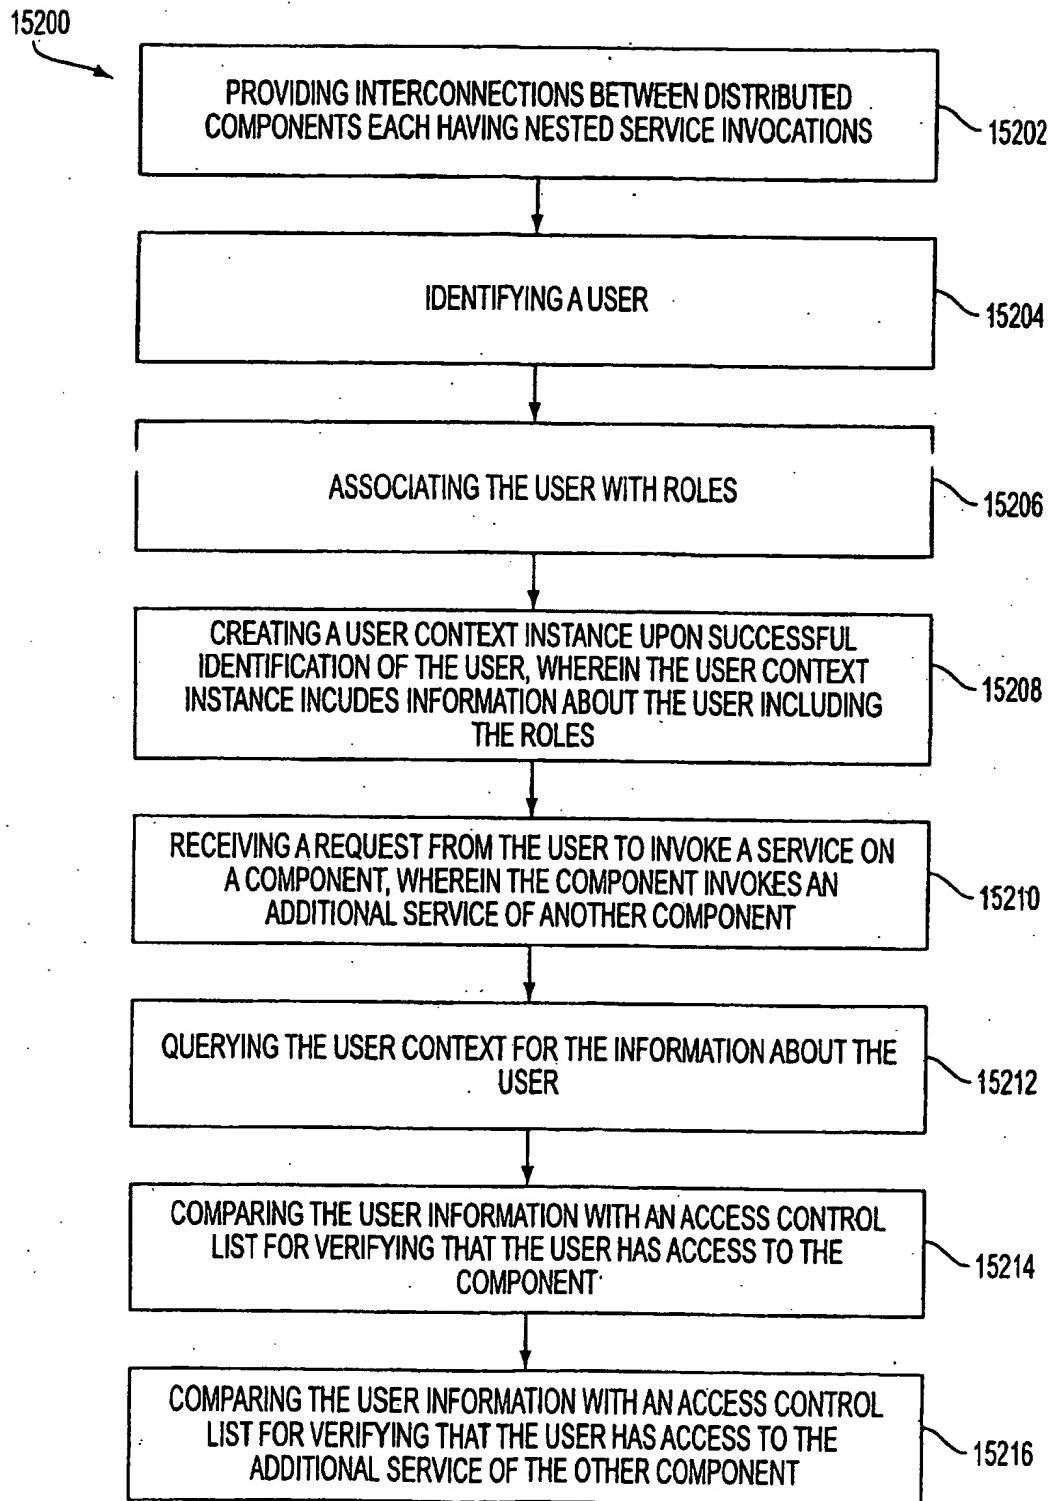 15200
PROVIDING INTERCONNECTIONS BETWEEN DISTRIBUTED
COMPONENTS EACH HAVING NESTED SERVICE INVOCATIONS
15202
IDENTIFYING A USER
15204
ASSOCIATING THE USER WITH ROLES
15206
CREATING A USER CONTEXT INSTANCE UPON SUCCESSFUL
IDENTIFICATION OF THE USER, WHEREIN THE USER CONTEXT
INSTANCE INCUDES INFORMATION ABOUT THE USER INCLUDING
THE ROLES
15208
RECEIVING A REQUEST FROM THE USER TO INVOKE A SERVICE ON
A COMPONENT, WHEREIN THE COMPONENT INVOKES AN
ADDITIONAL SERVICE OF ANOTHER COMPONENT
15210
QUERYING THE USER CONTEXT FOR THE INFORMATION ABOUT THE
USER
15212
COMPARING THE USER INFORMATION WITH AN ACCESS CONTROL
LIST FOR VERIFYING THAT THE USER HAS ACCESS TO THE
COMPONENT
15214
COMPARING THE USER INFORMATION WITH AN ACCESS CONTROL
LIST FOR VERIFYING THAT THE USER HAS ACCESS TO THE
ADDITIONAL SERVICE OF THE OTHER COMPONENT
15216